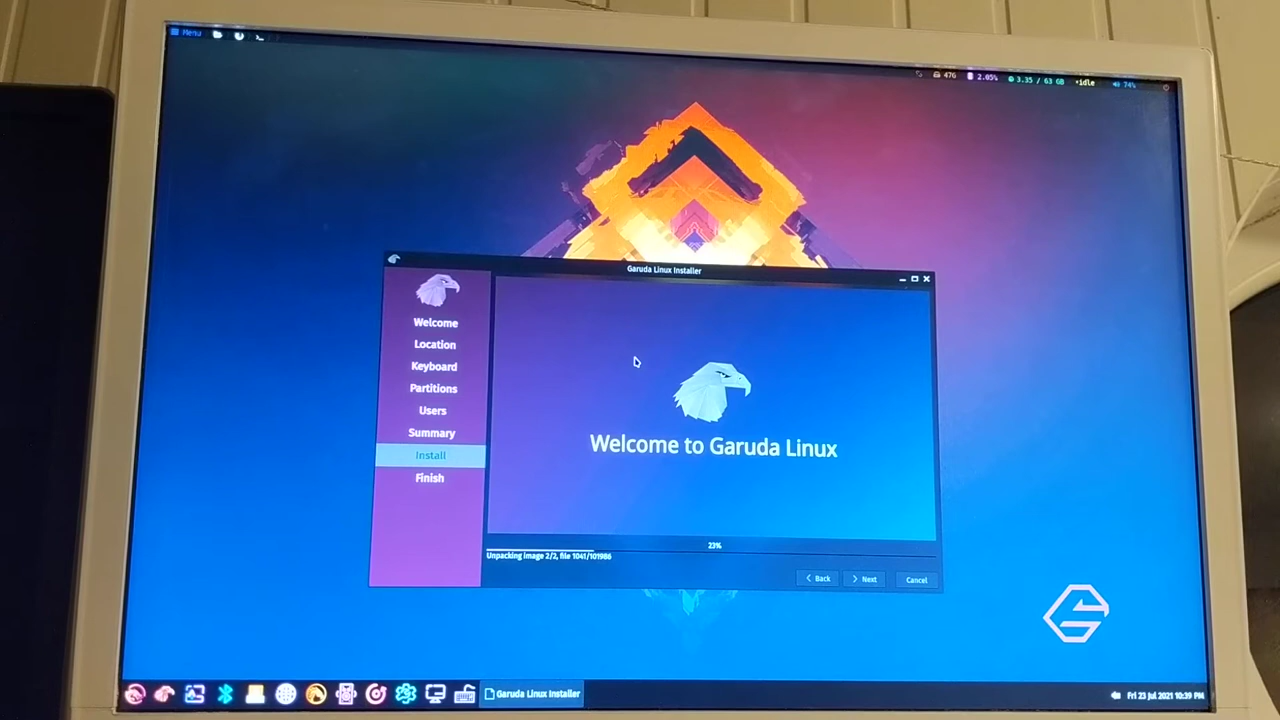 Menu
476 2.05% 3.35 / 63 GB •idle 74%
Garuda Linux Installer
Welcome
Location
Keyboard
Partitions
Users
Summary
Install
Finish
Welcome to Garuda Linux
23%
Unpacking image 2/2, file 1041/101986
Back Next Cancel
Garuda Linux Installer
Fri 23 Jul 2021 10:39 PM